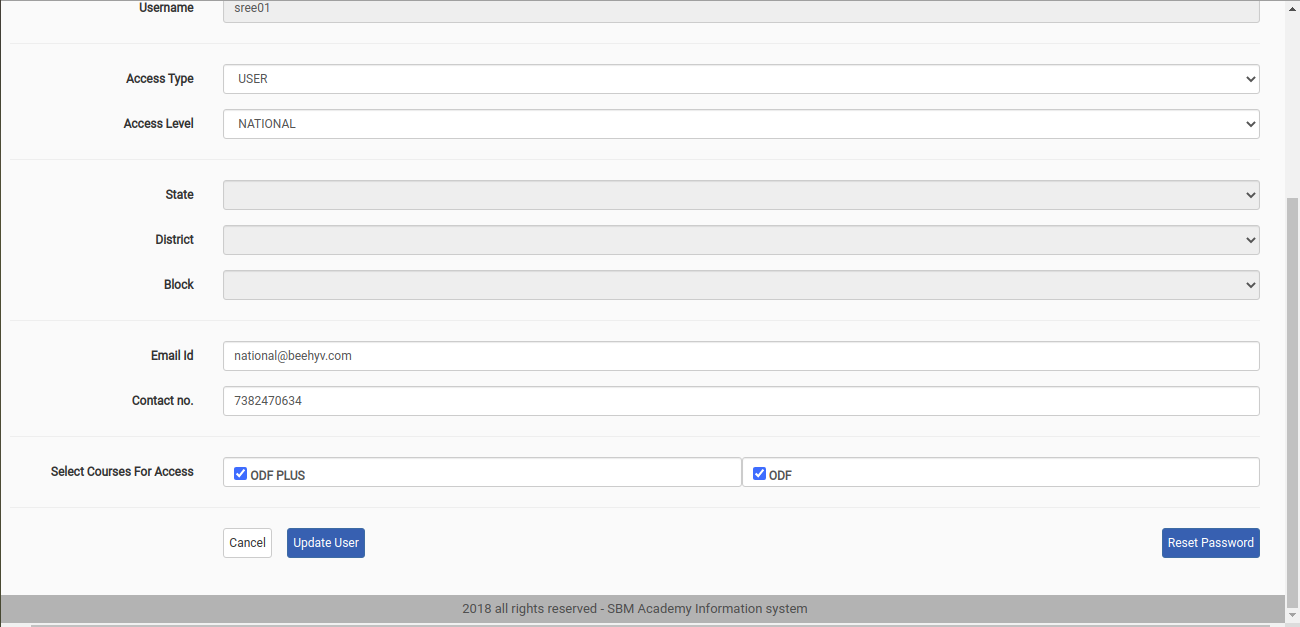 Username sree01
Access Type USER
Access Level NATIONAL
State
District
Block
Email Id national@beehyv.com
Contact no. 7382470634
Select Courses For Access ODF PLUS ODF
Cancel Update User Reset Password
2018 all rights reserved - SBM Academy Information system